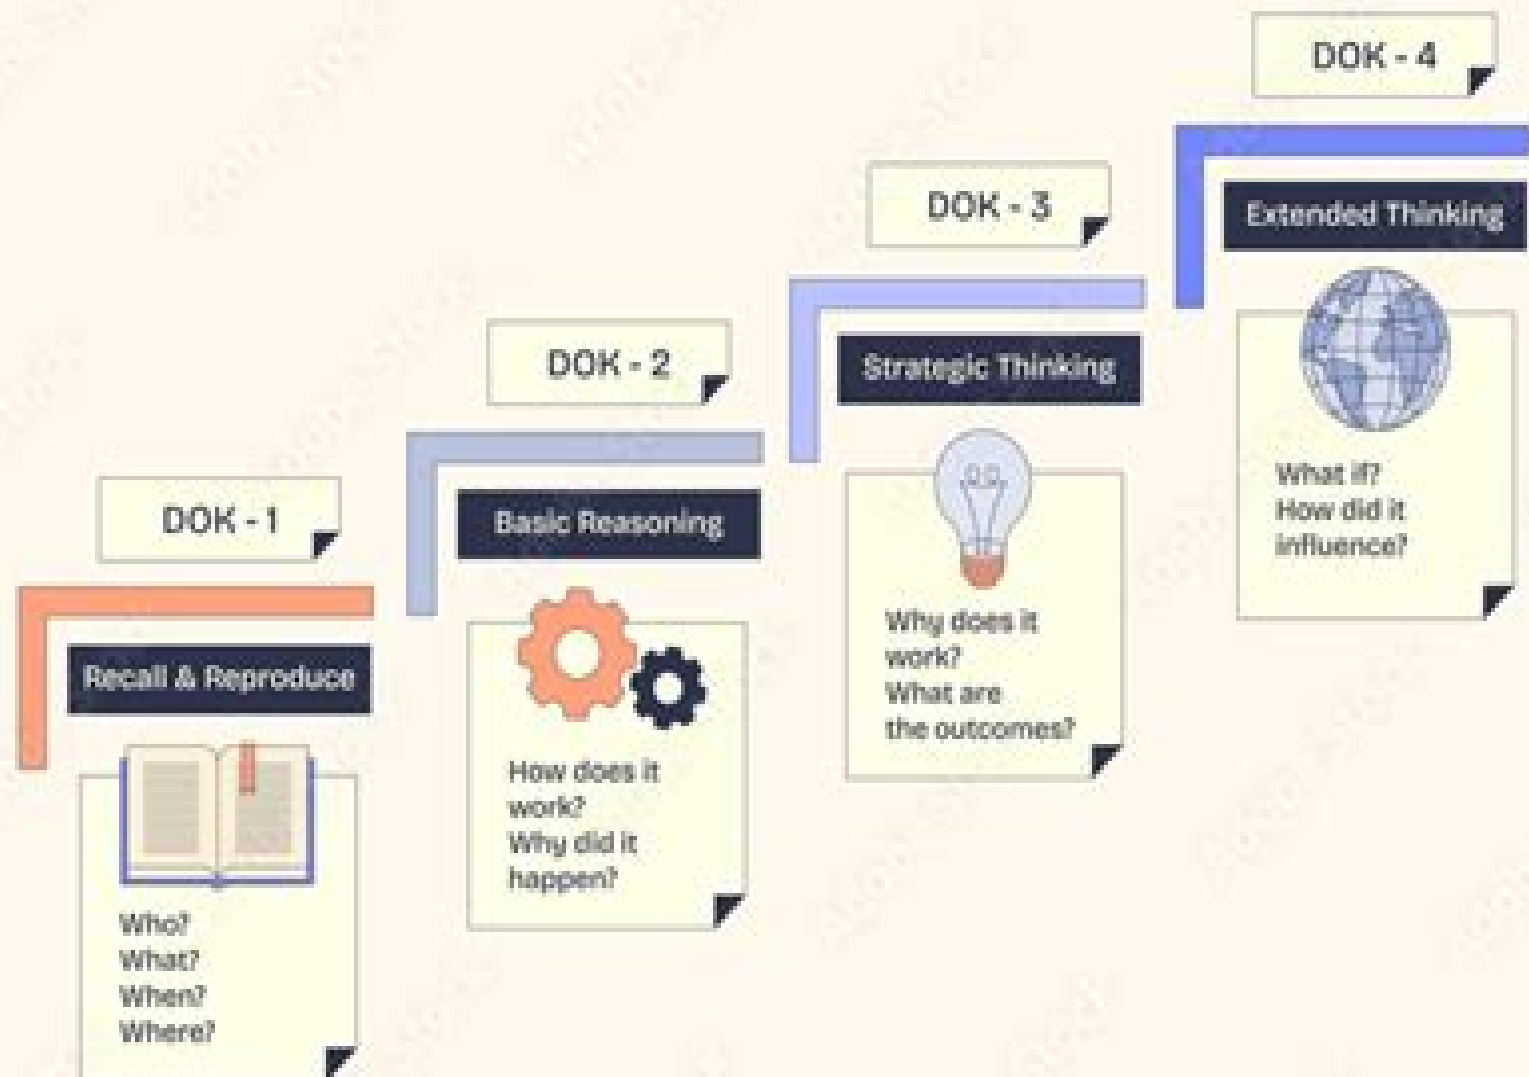 DOK - 1
Recall & Reproduce
Who?
What?
When?
Where?
DOK - 2
Basic Reasoning
How does it
work?
Why did it
happen?
DOK - 3
Strategic Thinking
Why does it
work?
What are
the outcomes?
DOK - 4
Extended Thinking
What if?
How did it
influence?